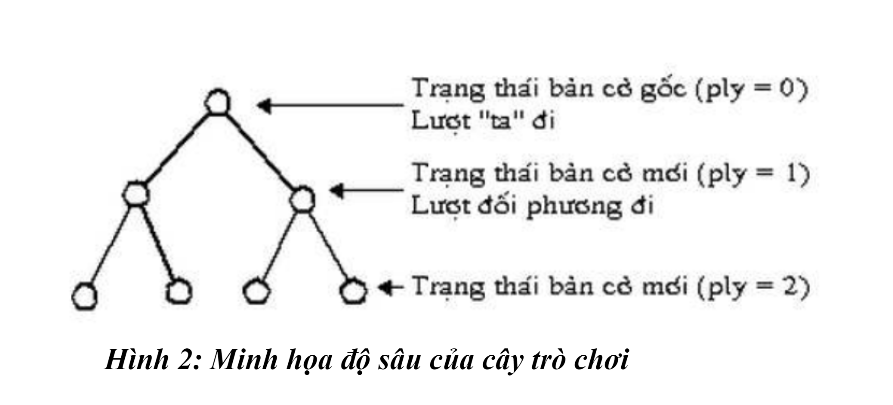 Trạng thái bàn cờ gốc (ply = 0)
Lượt "ta" đi
Trạng thái bàn cờ mới (ply = 1)
Lượt đối phương đi
Trạng thái bàn cờ mới (ply = 2)
Hình 2: Minh họa độ sâu của cây trò chơi